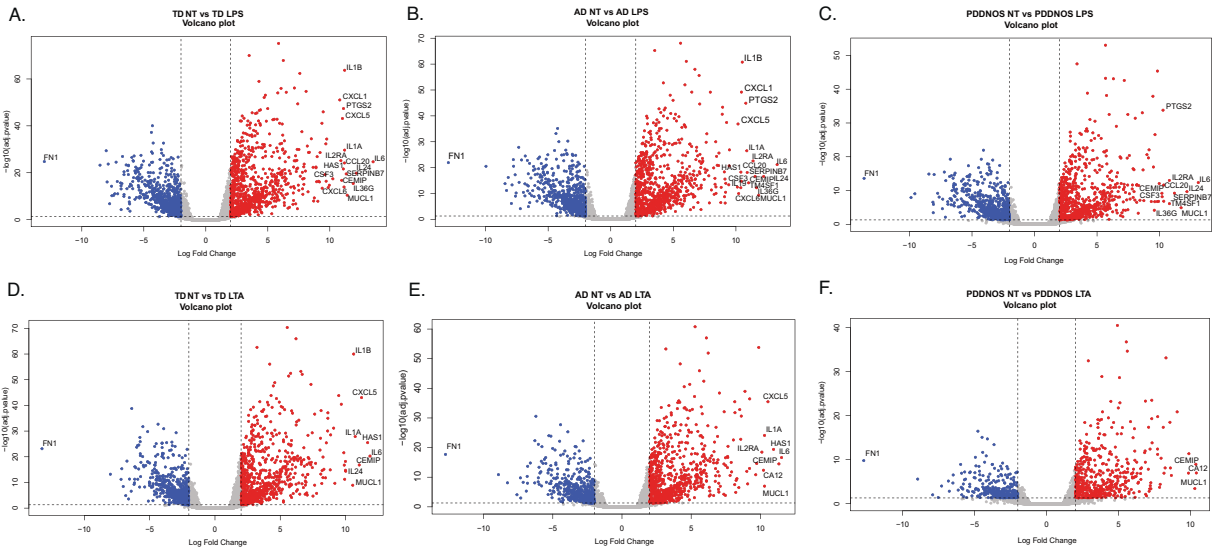 A.
TD NT vs TD LPS
Volcano plot
−log10(adj.pvalue)
0 20 40 60
−10 −5 0 5 10
Log Fold Change
FN1
IL1B
CXCL1
PTGS2
CXCL5
IL1A
IL2RA
CCL20
IL6
HAS1
IL24
CSF3
SERPINB7
CEMIP
CXCL6
IL36G
MUCL1
B.
AD NT vs AD LPS
Volcano plot
−log10(adj.pvalue)
0 10 20 30 40 50 60 70
−10 −5 0 5 10
Log Fold Change
FN1
IL1B
CXCL1
PTGS2
CXCL5
IL1A
IL2RA
CCL20
IL6
HAS1
SERPINB7
CSF3
CEMIP
IL24
TM4SF1
IL36G
CXCL6
MUCL1
C.
PDDNOS NT vs PDDNOS LPS
Volcano plot
−log10(adj.pvalue)
0 10 20 30 40 50
−10 −5 0 5 10
Log Fold Change
FN1
PTGS2
IL2RA
IL6
CCL20
CEMIP
IL24
CSF3
SERPINB7
TM4SF1
IL36G
MUCL1
D.
TD NT vs TD LTA
Volcano plot
−log10(adj.pvalue)
0 10 20 30 40 50 60 70
−10 −5 0 5 10
Log Fold Change
FN1
IL1B
CXCL5
IL1A
HAS1
IL6
CEMIP
IL24
MUCL1
E.
AD NT vs AD LTA
Volcano plot
−log10(adj.pvalue)
0 10 20 30 40 50 60
−10 −5 0 5 10
Log Fold Change
FN1
CXCL5
IL1A
HAS1
IL2RA
IL6
CEMIP
CA12
MUCL1
F.
PDDNOS NT vs PDDNOS LTA
Volcano plot
−log10(adj.pvalue)
0 10 20 30 40
−10 −5 0 5 10
Log Fold Change
FN1
CEMIP
CA12
MUCL1